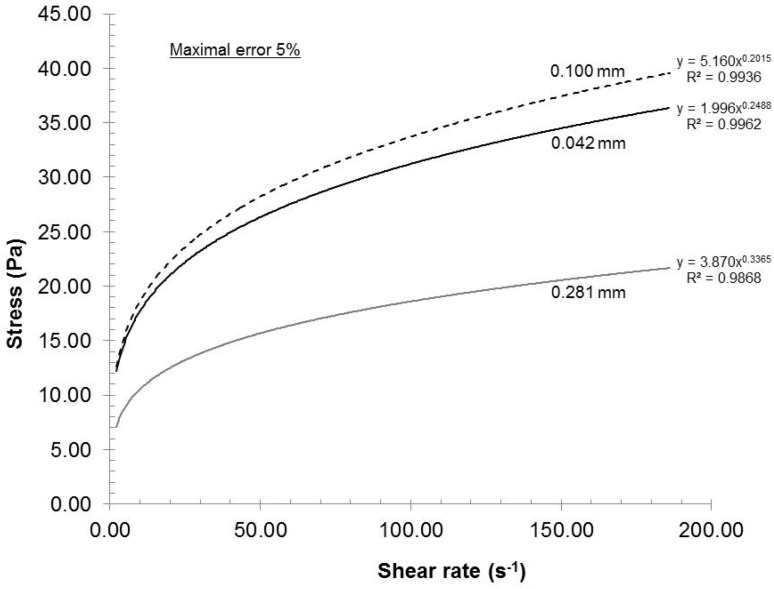 45.00
Maximal error 5%
40.00
0.100 mm
y = 5.160x^0.2015
R² = 0.9936
35.00
0.042 mm
y = 1.996x^0.2488
R² = 0.9962
30.00
25.00
Stress (Pa)
20.00
0.281 mm
y = 3.870x^0.3365
R² = 0.9868
15.00
10.00
5.00
0.00
0.00 50.00 100.00 150.00 200.00
Shear rate (s⁻¹)